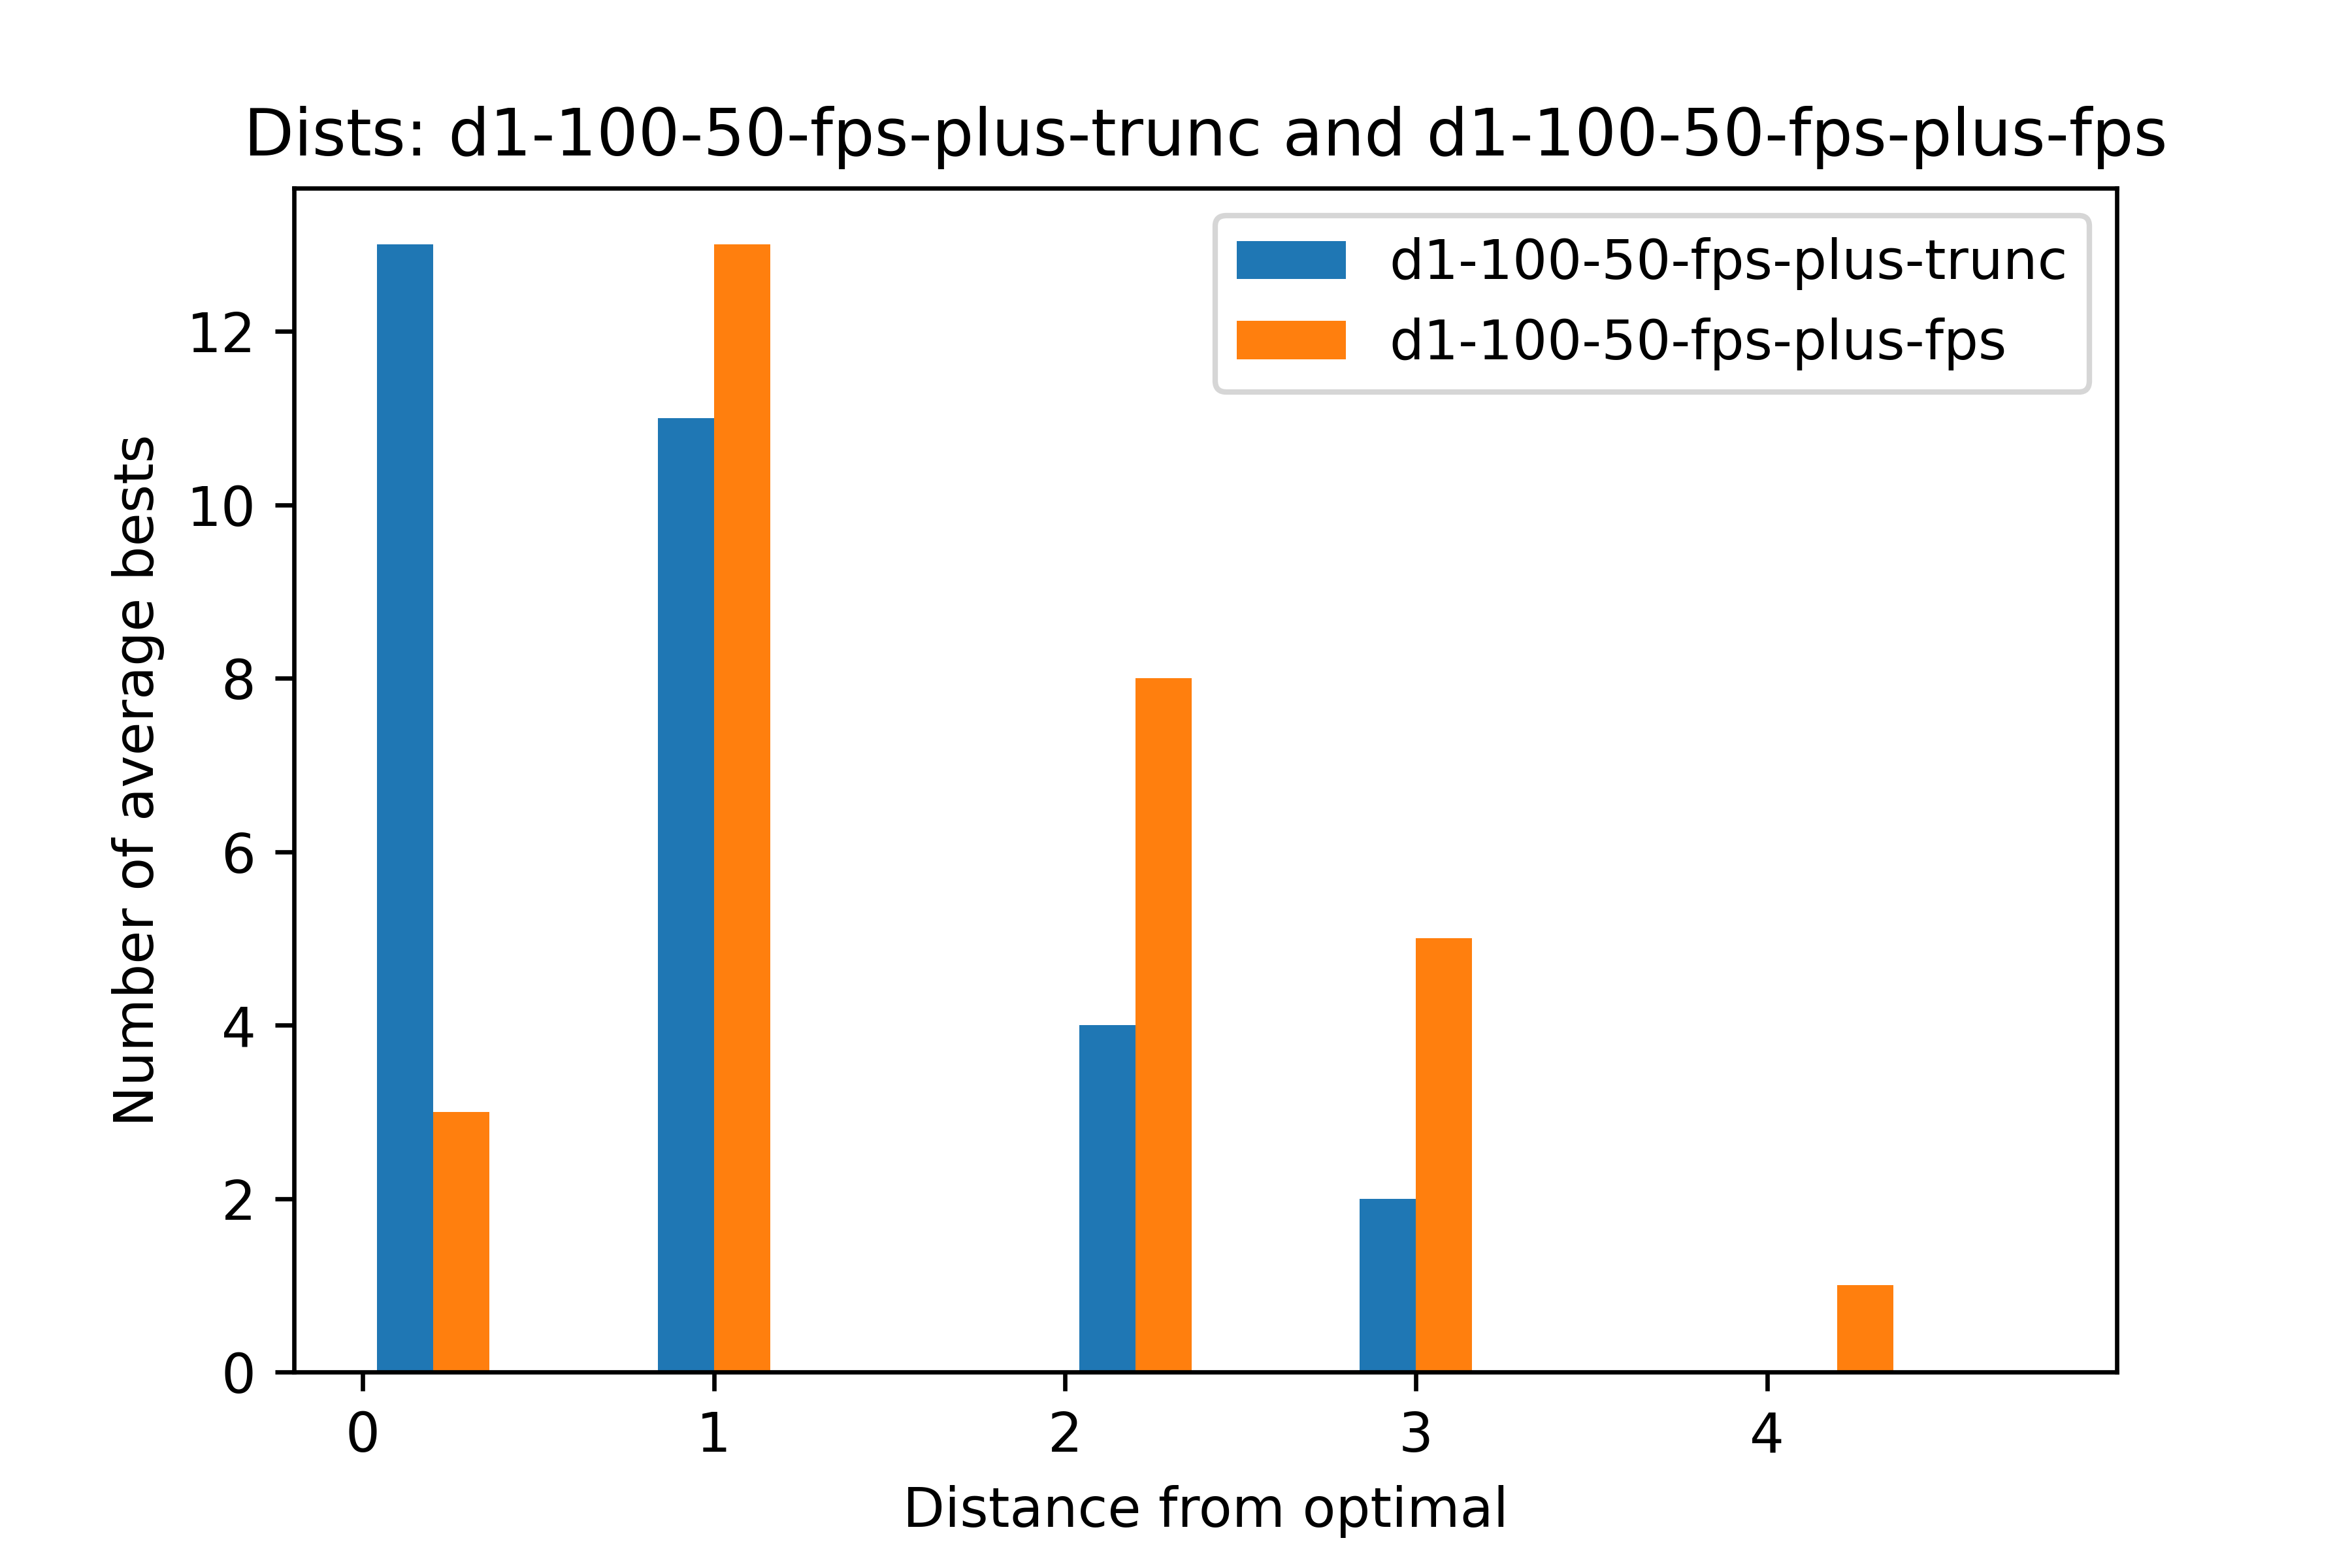 Dists: d1-100-50-fps-plus-trunc and d1-100-50-fps-plus-fps
d1-100-50-fps-plus-trunc
d1-100-50-fps-plus-fps
Number of average bests
12
10
8
6
4
2
0
0 1 2 3 4
Distance from optimal